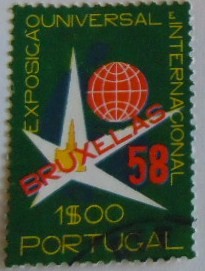 EXPOSIÇÃO UNIVERSAL E INTERNACIONAL
BRUXELAS
58
1$00
PORTUGAL